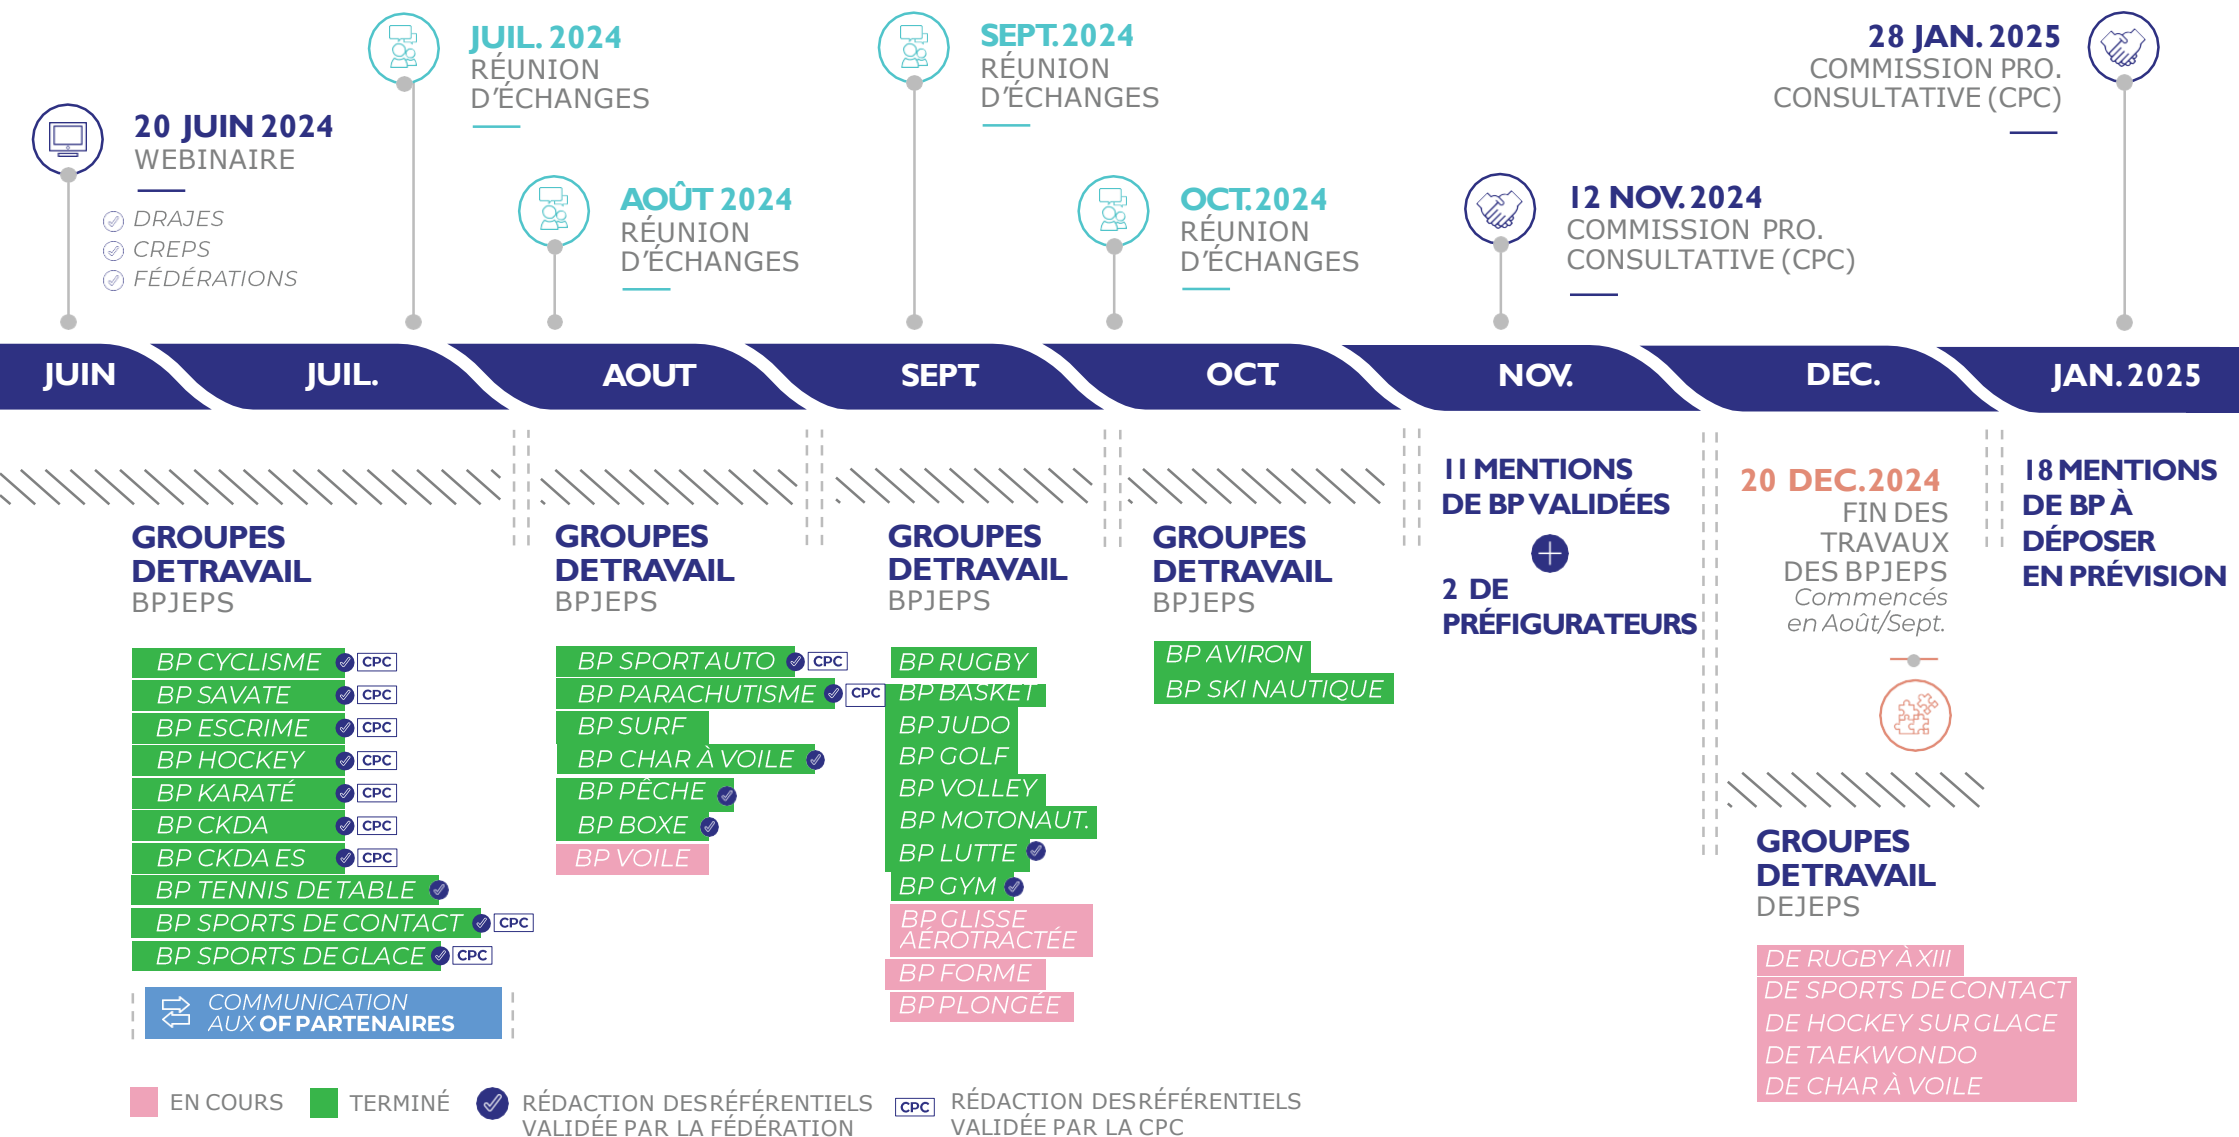 JUIL. 2024
RÉUNION
D'ÉCHANGES
SEPT. 2024
RÉUNION
D'ÉCHANGES
28 JAN. 2025
COMMISSION PRO.
CONSULTATIVE (CPC)
20 JUIN 2024
WEBINAIRE
DRAJES
CREPS
FÉDÉRATIONS
AOÛT 2024
RÉUNION
D'ÉCHANGES
OCT. 2024
RÉUNION
D'ÉCHANGES
12 NOV. 2024
COMMISSION PRO.
CONSULTATIVE (CPC)
JUIN
JUIL.
AOUT
SEPT.
OCT.
NOV.
DEC.
JAN. 2025
GROUPES
DE TRAVAIL
BPJEPS
BP CYCLISME CPC
BP SAVATE CPC
BP ESCRIME CPC
BP HOCKEY CPC
BP KARATÉ CPC
BP CKDA CPC
BP CKDA ES CPC
BP TENNIS DE TABLE
BP SPORTS DE CONTACT CPC
BP SPORTS DE GLACE CPC
COMMUNICATION
AUX OF PARTENAIRES
GROUPES
DE TRAVAIL
BPJEPS
BP SPORT AUTO CPC
BP PARACHUTISME CPC
BP SURF
BP CHAR À VOILE
BP PÊCHE
BP BOXE
BP VOILE
GROUPES
DE TRAVAIL
BPJEPS
BP RUGBY
BP BASKET
BP JUDO
BP GOLF
BP VOLLEY
BP MOTONAUT.
BP LUTTE
BP GYM
BP GLISSE
AÉROTRACTÉE
BP FORME
BP PLONGÉE
GROUPES
DE TRAVAIL
BPJEPS
BP AVIRON
BP SKI NAUTIQUE
11 MENTIONS
DE BP VALIDÉES
2 DE
PRÉFIGURATEURS
20 DEC. 2024
FIN DES
TRAVAUX
DES BPJEPS
Commencés
en Août/Sept.
GROUPES
DE TRAVAIL
DEJEPS
DE RUGBY À XIII
DE SPORTS DE CONTACT
DE HOCKEY SUR GLACE
DE TAEKWONDO
DE CHAR À VOILE
18 MENTIONS
DE BP À
DÉPOSER
EN PRÉVISION
EN COURS
TERMINÉ
RÉDACTION DES RÉFÉRENTIELS
VALIDÉE PAR LA FÉDÉRATION
CPC
RÉDACTION DES RÉFÉRENTIELS
VALIDÉE PAR LA CPC